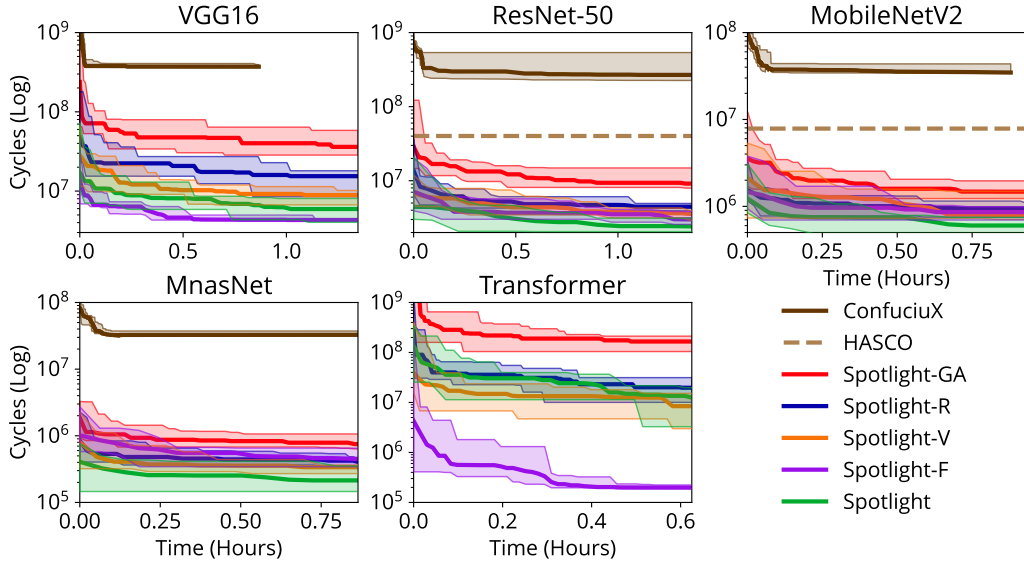 VGG16
ResNet-50
MobileNetV2
Cycles (Log)
10^9
10^8
10^7
0.0 0.5 1.0
10^9
10^8
10^7
0.0 0.5 1.0
10^8
10^7
10^6
0.00 0.25 0.50 0.75
Time (Hours)
MnasNet
Transformer
Cycles (Log)
10^8
10^7
10^6
10^5
0.00 0.25 0.50 0.75
Time (Hours)
10^9
10^8
10^7
10^6
10^5
0.0 0.2 0.4 0.6
Time (Hours)
ConfuciuX
HASCO
Spotlight-GA
Spotlight-R
Spotlight-V
Spotlight-F
Spotlight